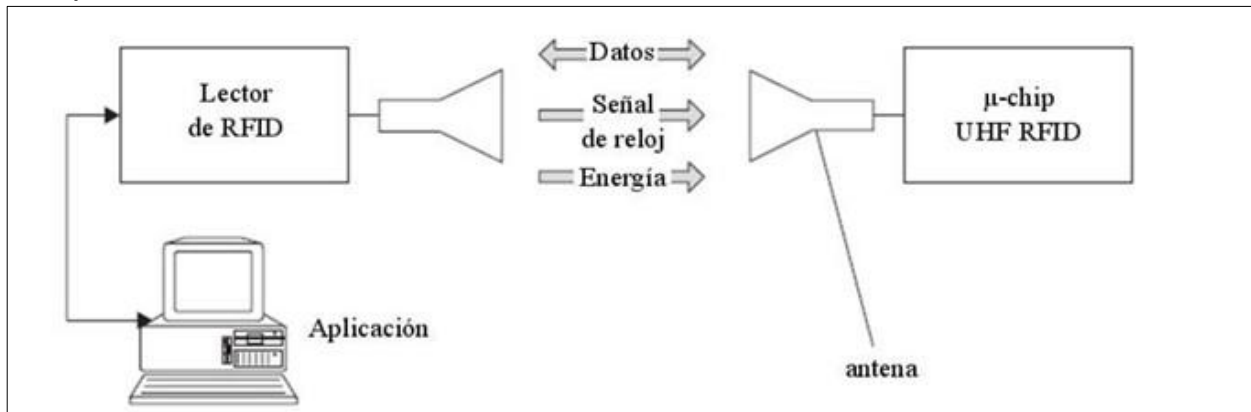 Lector
de RFID
Datos
Señal
de reloj
Energía
µ-chip
UHF RFID
Aplicación
antena